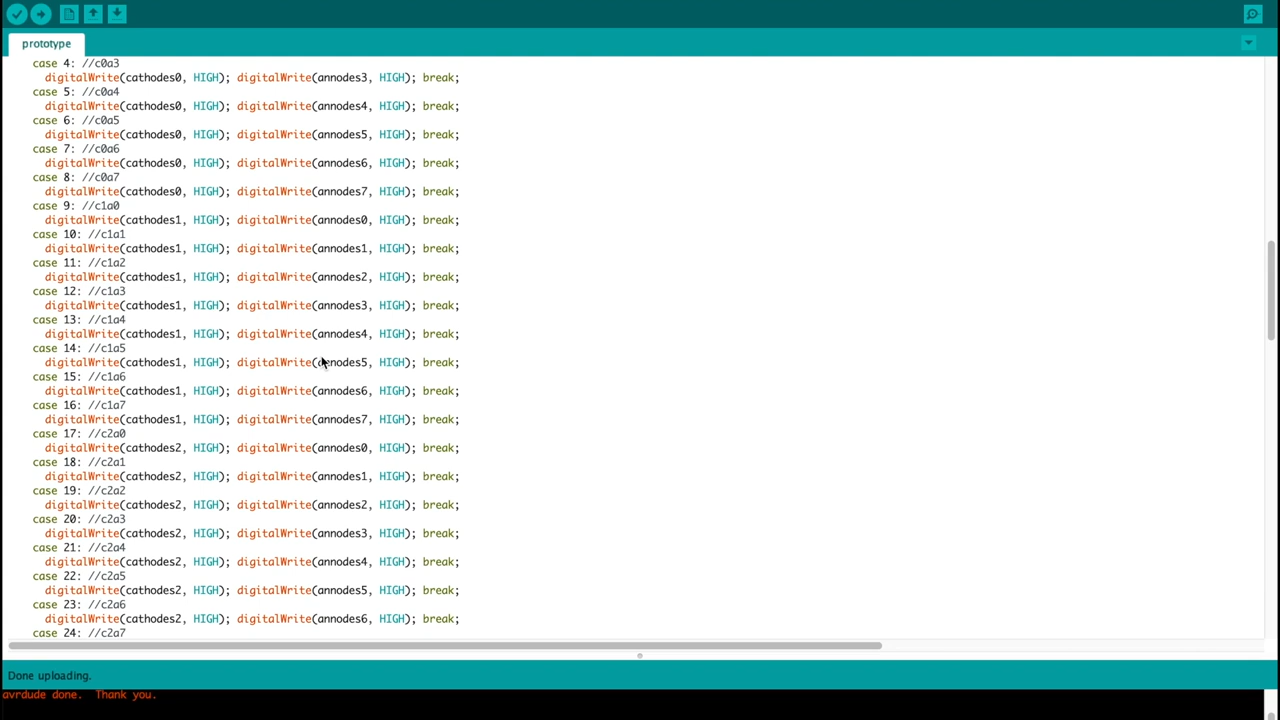 prototype
case 4: //c0a3
digitalWrite(cathodes0, HIGH); digitalWrite(annodes3, HIGH); break;
case 5: //c0a4
digitalWrite(cathodes0, HIGH); digitalWrite(annodes4, HIGH); break;
case 6: //c0a5
digitalWrite(cathodes0, HIGH); digitalWrite(annodes5, HIGH); break;
case 7: //c0a6
digitalWrite(cathodes0, HIGH); digitalWrite(annodes6, HIGH); break;
case 8: //c0a7
digitalWrite(cathodes0, HIGH); digitalWrite(annodes7, HIGH); break;
case 9: //c1a0
digitalWrite(cathodes1, HIGH); digitalWrite(annodes0, HIGH); break;
case 10: //c1a1
digitalWrite(cathodes1, HIGH); digitalWrite(annodes1, HIGH); break;
case 11: //c1a2
digitalWrite(cathodes1, HIGH); digitalWrite(annodes2, HIGH); break;
case 12: //c1a3
digitalWrite(cathodes1, HIGH); digitalWrite(annodes3, HIGH); break;
case 13: //c1a4
digitalWrite(cathodes1, HIGH); digitalWrite(annodes4, HIGH); break;
case 14: //c1a5
digitalWrite(cathodes1, HIGH); digitalWrite(annodes5, HIGH); break;
case 15: //c1a6
digitalWrite(cathodes1, HIGH); digitalWrite(annodes6, HIGH); break;
case 16: //c1a7
digitalWrite(cathodes1, HIGH); digitalWrite(annodes7, HIGH); break;
case 17: //c2a0
digitalWrite(cathodes2, HIGH); digitalWrite(annodes0, HIGH); break;
case 18: //c2a1
digitalWrite(cathodes2, HIGH); digitalWrite(annodes1, HIGH); break;
case 19: //c2a2
digitalWrite(cathodes2, HIGH); digitalWrite(annodes2, HIGH); break;
case 20: //c2a3
digitalWrite(cathodes2, HIGH); digitalWrite(annodes3, HIGH); break;
case 21: //c2a4
digitalWrite(cathodes2, HIGH); digitalWrite(annodes4, HIGH); break;
case 22: //c2a5
digitalWrite(cathodes2, HIGH); digitalWrite(annodes5, HIGH); break;
case 23: //c2a6
digitalWrite(cathodes2, HIGH); digitalWrite(annodes6, HIGH); break;
case 24: //c2a7
Done uploading.
avrdude done.  Thank you.